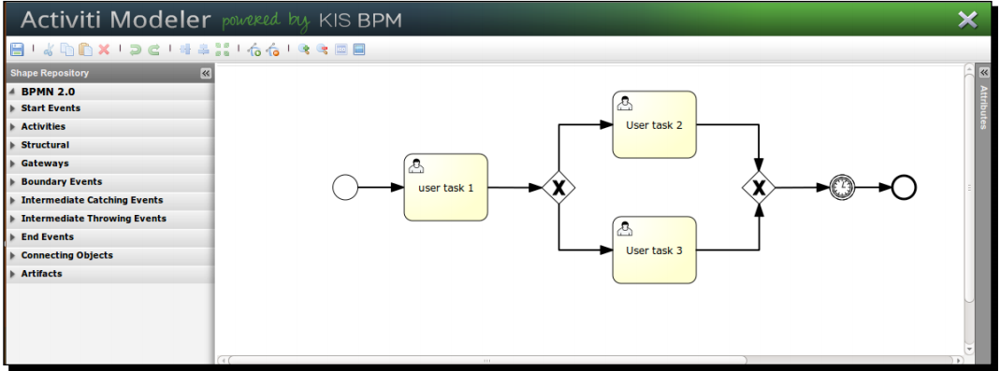 Activiti Modeler powered by KIS BPM
Shape Repository
BPMN 2.0
Start Events
Activities
Structural
Gateways
Boundary Events
Intermediate Catching Events
Intermediate Throwing Events
End Events
Connecting Objects
Artifacts
user task 1
User task 2
User task 3
X
X
Attributes